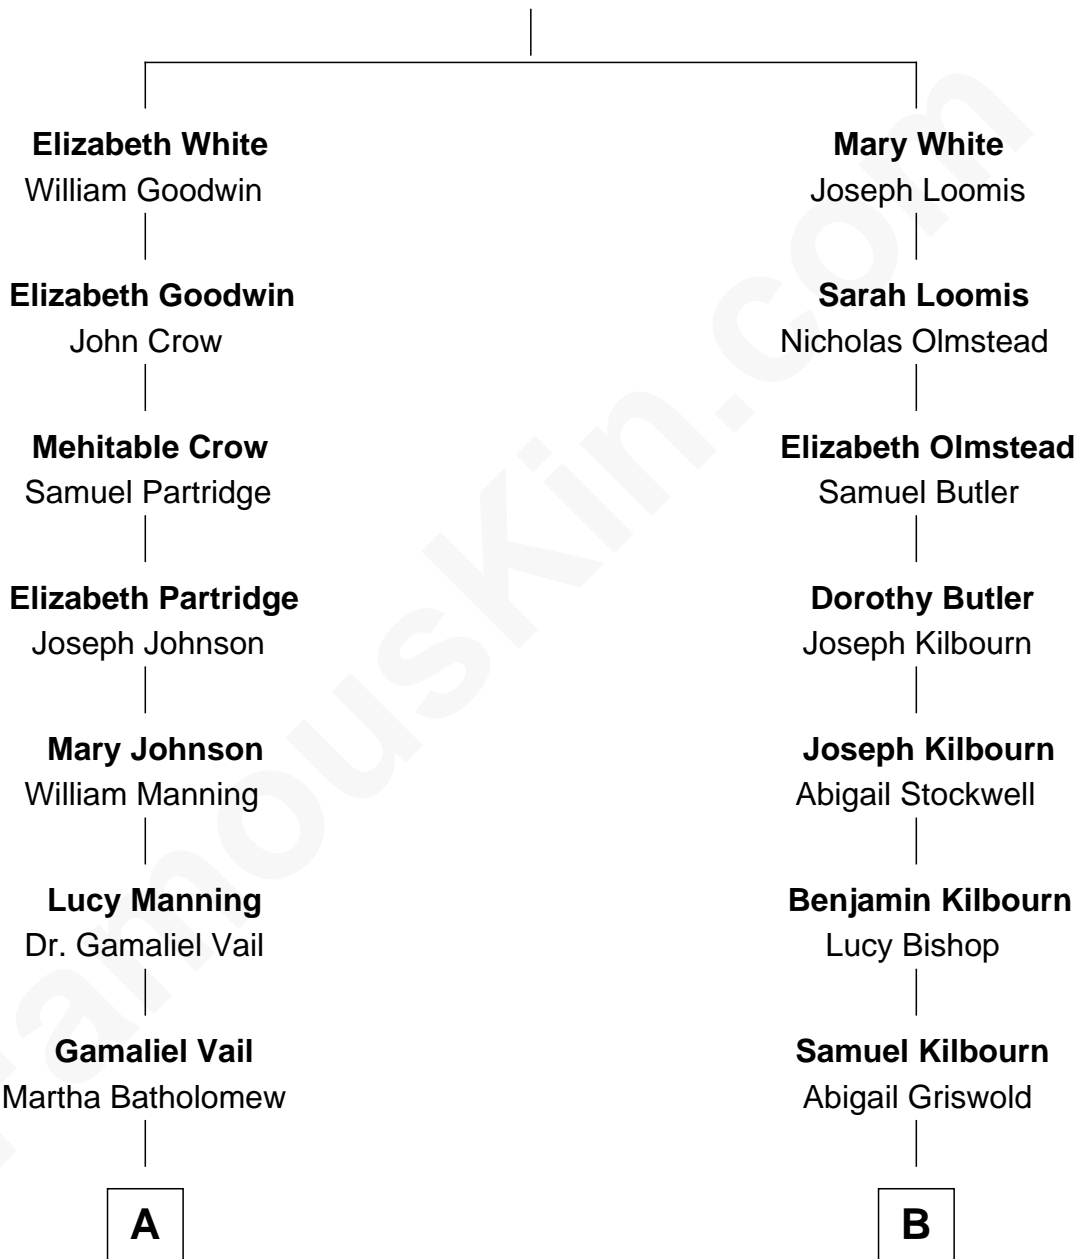 Elizabeth White
William Goodwin
Mary White
Joseph Loomis
Elizabeth Goodwin
John Crow
Sarah Loomis
Nicholas Olmstead
Mehitable Crow
Samuel Partridge
Elizabeth Olmstead
Samuel Butler
Elizabeth Partridge
Joseph Johnson
Dorothy Butler
Joseph Kilbourn
Mary Johnson
William Manning
Joseph Kilbourn
Abigail Stockwell
Lucy Manning
Dr. Gamaliel Vail
Benjamin Kilbourn
Lucy Bishop
Gamaliel Vail
Martha Batholomew
Samuel Kilbourn
Abigail Griswold
A
B
FamousKin.com